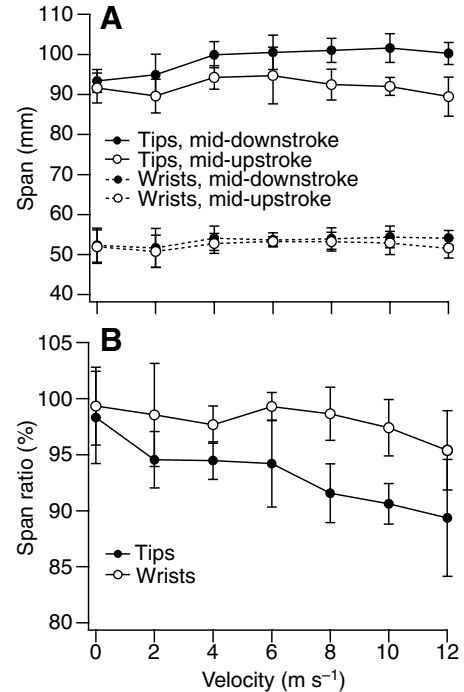 A
110
100
90
80
70
60
50
40
Span (mm)
Tips, mid-downstroke
Tips, mid-upstroke
Wrists, mid-downstroke
Wrists, mid-upstroke
B
105
100
95
90
85
80
Span ratio (%)
Tips
Wrists
0 2 4 6 8 10 12
Velocity (m s⁻¹)